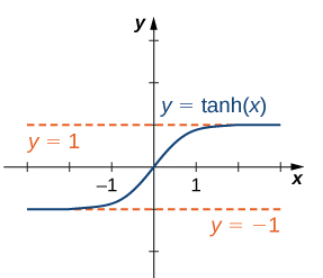 y
y = tanh(x)
y = 1
−1
1
x
y = −1